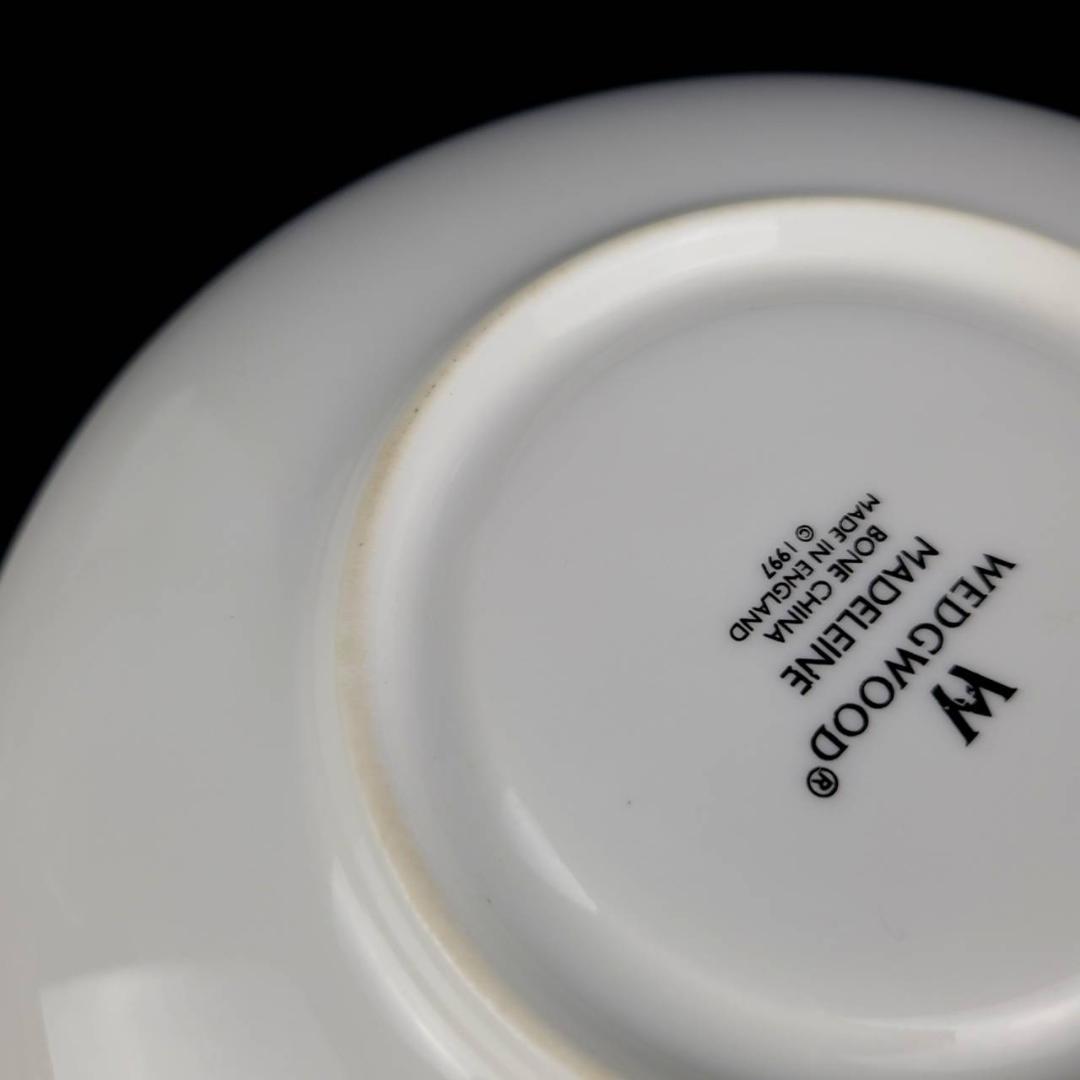 W
WEDGWOOD®
MADELEINE
BONE CHINA
MADE IN ENGLAND
© 1997